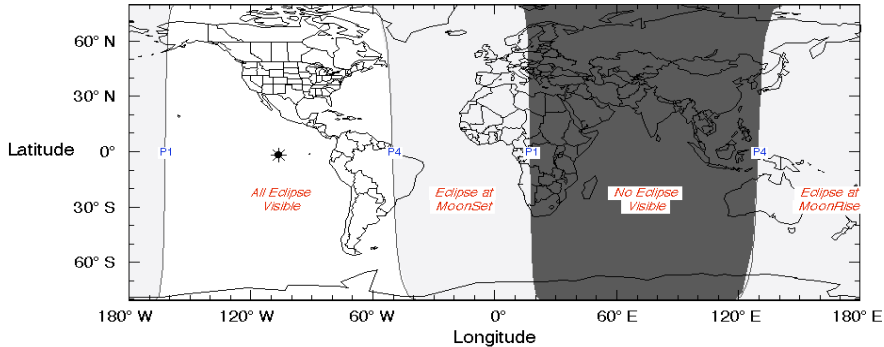 60° N
30° N
Latitude 0°
P1 P4 P1 P4
All Eclipse Visible
Eclipse at MoonSet
No Eclipse Visible
Eclipse at MoonRise
30° S
60° S
180° W 120° W 60° W 0° E 60° E 120° E 180° E
Longitude